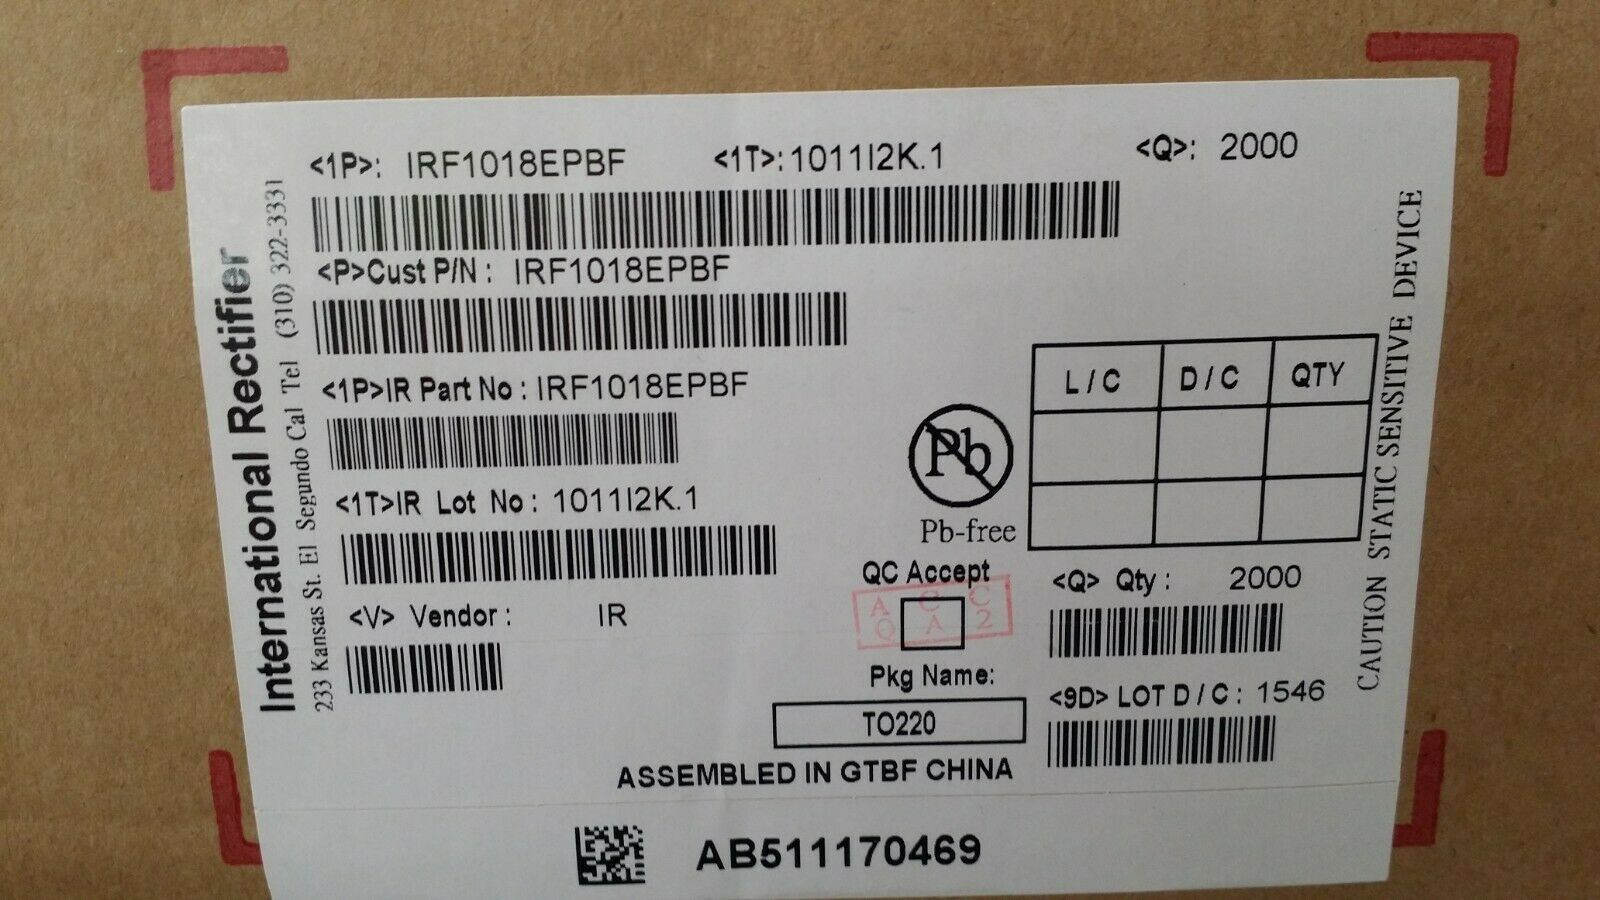 <1P>: IRF1018EPBF <1T>:1011I2K.1 <Q>: 2000
<P>Cust P/N : IRF1018EPBF
<1P>IR Part No : IRF1018EPBF
<1T>IR Lot No : 1011I2K.1
<V> Vendor : IR
International Rectifier
233 Kansas St. El Segundo Cal Tel (310) 322-3331
L / C D / C QTY
Pb
Pb-free
QC Accept
A C C
Q A 2
Pkg Name:
TO220
<Q> Qty : 2000
<9D> LOT D / C : 1546
CAUTION STATIC SENSITIVE DEVICE
ASSEMBLED IN GTBF CHINA
AB511170469